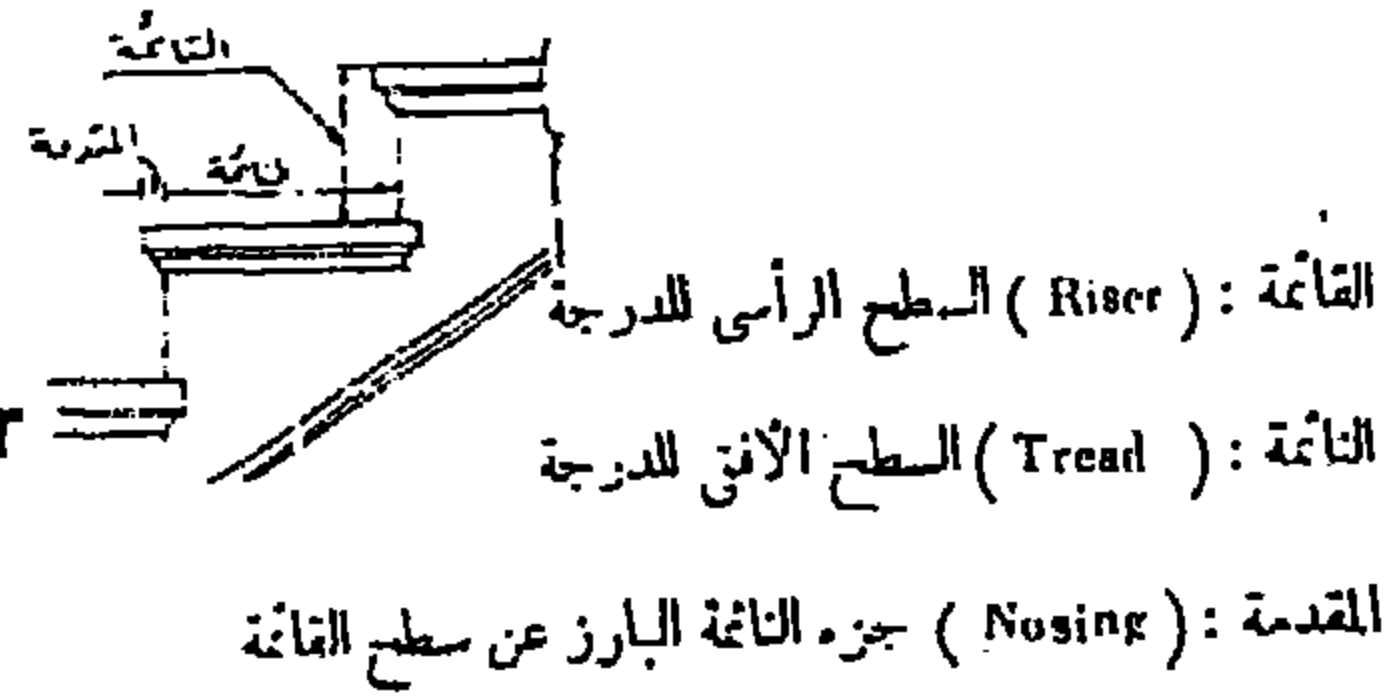 القائمة
المقدمة
نائمة
القائمة : ( Riser ) السطح الرأسى للدرجة
النائمة : ( Tread ) السطح الأفقى للدرجة
المقدمة : ( Nosing ) جزء النائمة البارز عن سطح القائمة